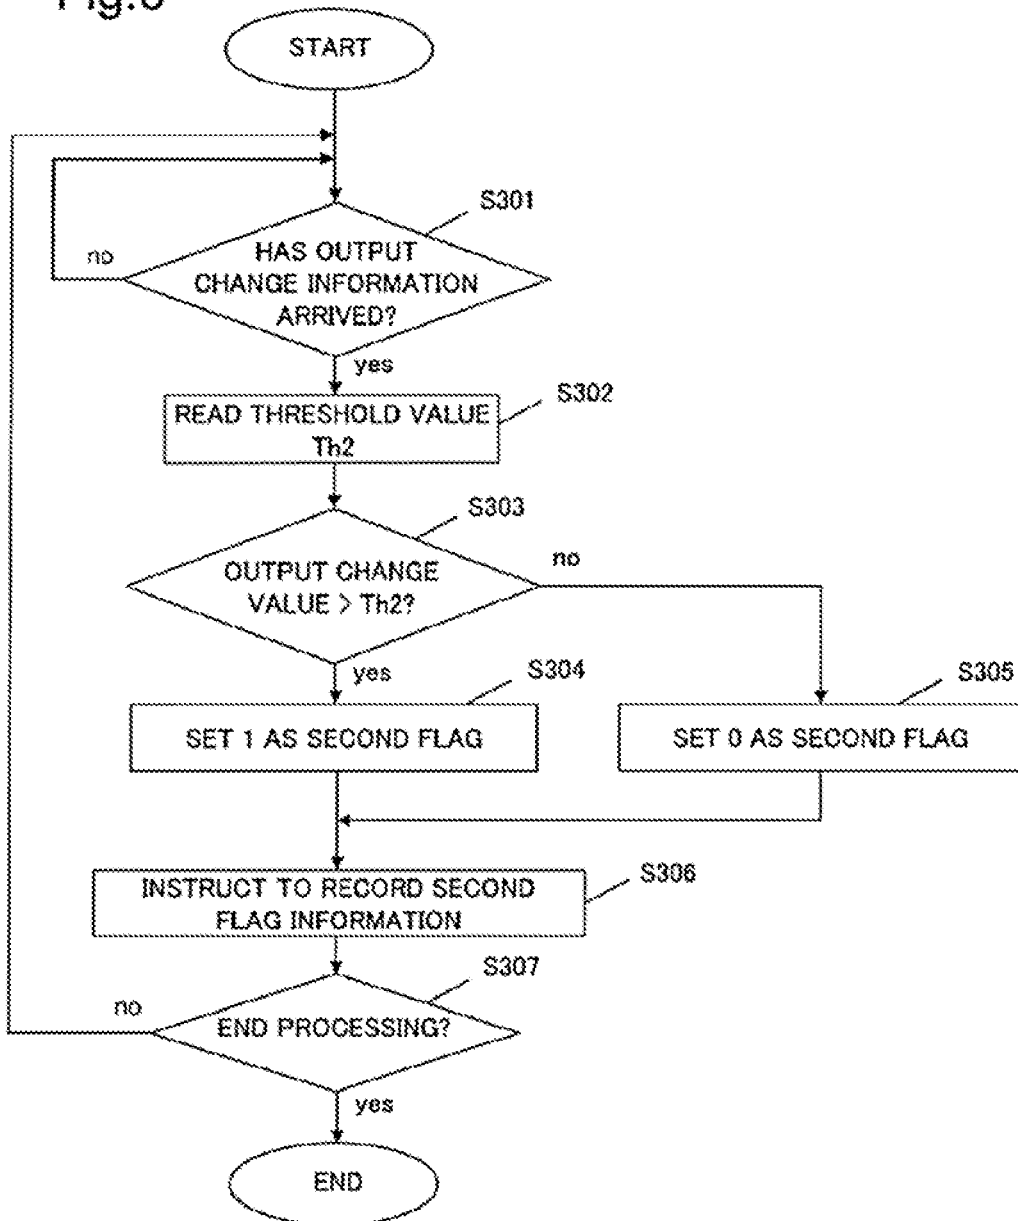 START
S301
HAS OUTPUT
CHANGE INFORMATION
ARRIVED?
no
yes
S302
READ THRESHOLD VALUE
Th2
S303
OUTPUT CHANGE
VALUE > Th2?
no
yes
S304
S305
SET 1 AS SECOND FLAG
SET 0 AS SECOND FLAG
S306
INSTRUCT TO RECORD SECOND
FLAG INFORMATION
S307
END PROCESSING?
no
yes
END